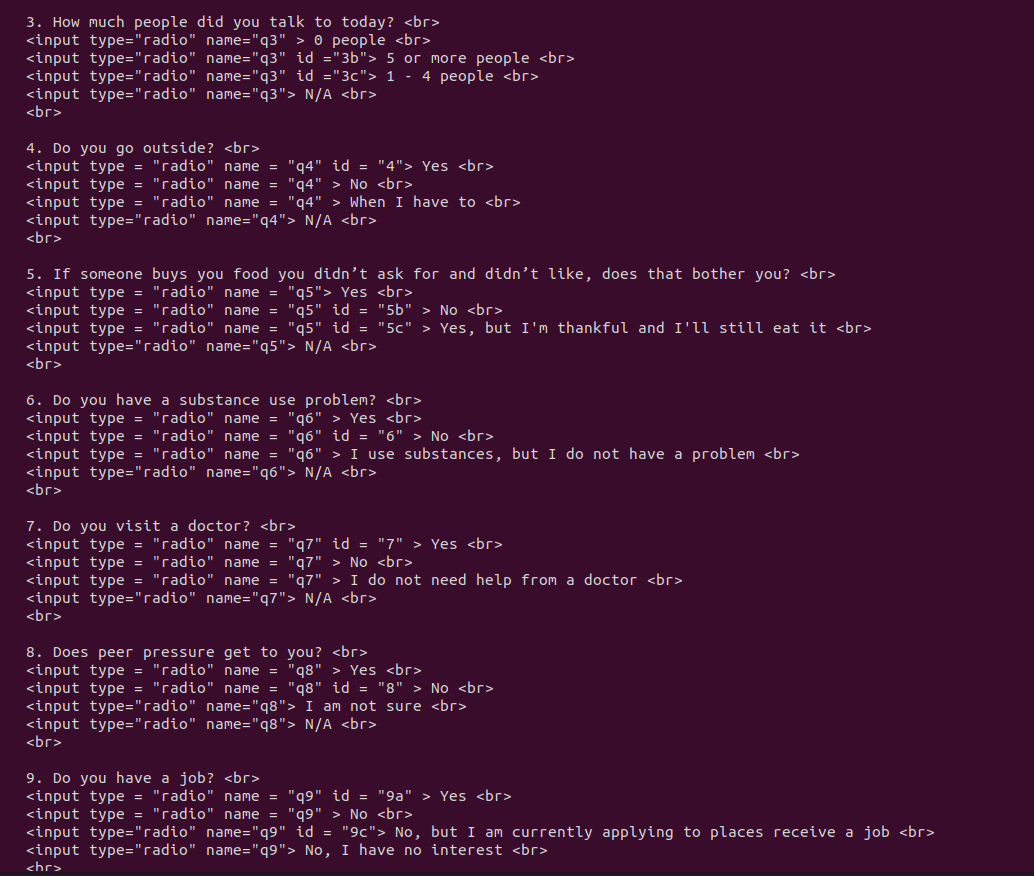 3. How much people did you talk to today? <br>
<input type="radio" name="q3" > 0 people <br>
<input type="radio" name="q3" id ="3b"> 5 or more people <br>
<input type="radio" name="q3" id ="3c"> 1 - 4 people <br>
<input type="radio" name="q3"> N/A <br>
<br>
4. Do you go outside? <br>
<input type = "radio" name = "q4" id = "4"> Yes <br>
<input type = "radio" name = "q4" > No <br>
<input type = "radio" name = "q4" > When I have to <br>
<input type="radio" name="q4"> N/A <br>
<br>
5. If someone buys you food you didn’t ask for and didn’t like, does that bother you? <br>
<input type = "radio" name = "q5"> Yes <br>
<input type = "radio" name = "q5" id = "5b" > No <br>
<input type = "radio" name = "q5" id = "5c" > Yes, but I'm thankful and I'll still eat it <br>
<input type="radio" name="q5"> N/A <br>
<br>
6. Do you have a substance use problem? <br>
<input type = "radio" name = "q6" > Yes <br>
<input type = "radio" name = "q6" id = "6" > No <br>
<input type = "radio" name = "q6" > I use substances, but I do not have a problem <br>
<input type="radio" name="q6"> N/A <br>
<br>
7. Do you visit a doctor? <br>
<input type = "radio" name = "q7" id = "7" > Yes <br>
<input type = "radio" name = "q7" > No <br>
<input type = "radio" name = "q7" > I do not need help from a doctor <br>
<input type="radio" name="q7"> N/A <br>
<br>
8. Does peer pressure get to you? <br>
<input type = "radio" name = "q8" > Yes <br>
<input type = "radio" name = "q8" id = "8" > No <br>
<input type="radio" name="q8"> I am not sure <br>
<input type="radio" name="q8"> N/A <br>
<br>
9. Do you have a job? <br>
<input type = "radio" name = "q9" id = "9a" > Yes <br>
<input type = "radio" name = "q9" > No <br>
<input type = "radio" name="q9" id = "9c"> No, but I am currently applying to places receive a job <br>
<input type="radio" name="q9"> No, I have no interest <br>
<br>